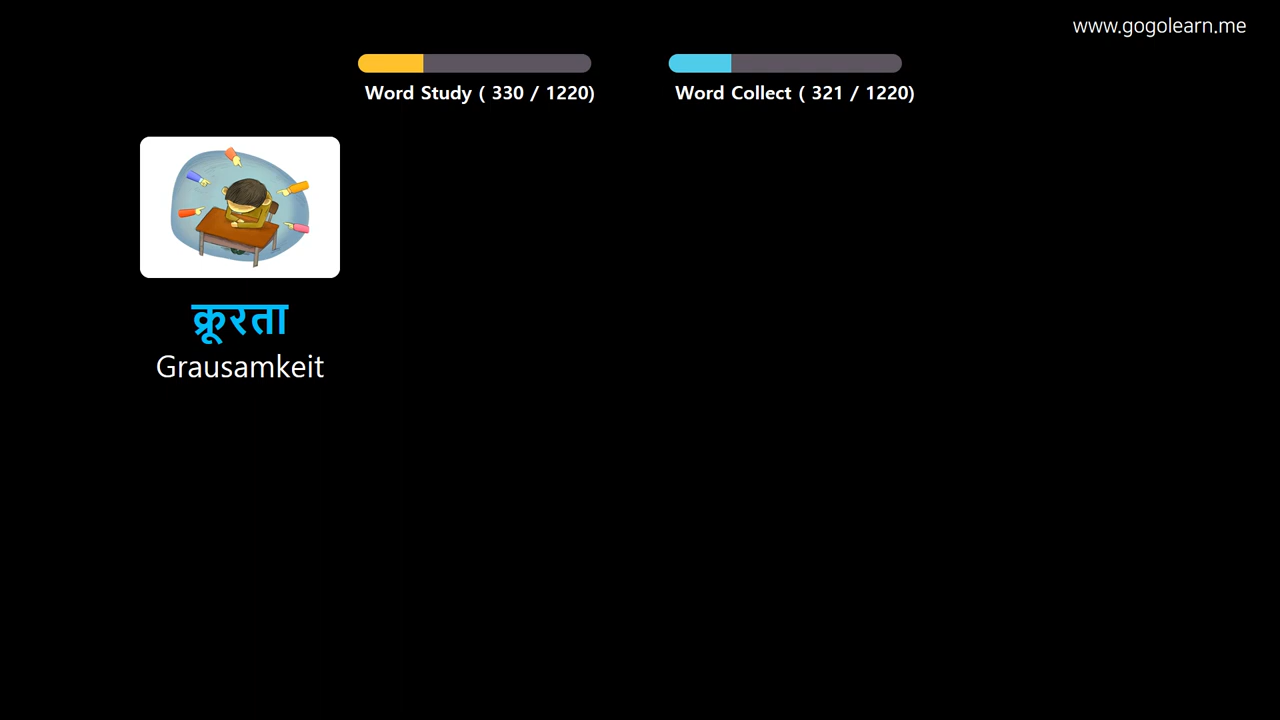 www.gogolearn.me
Word Study ( 330 / 1220)
Word Collect ( 321 / 1220)
क्रूरता
Grausamkeit